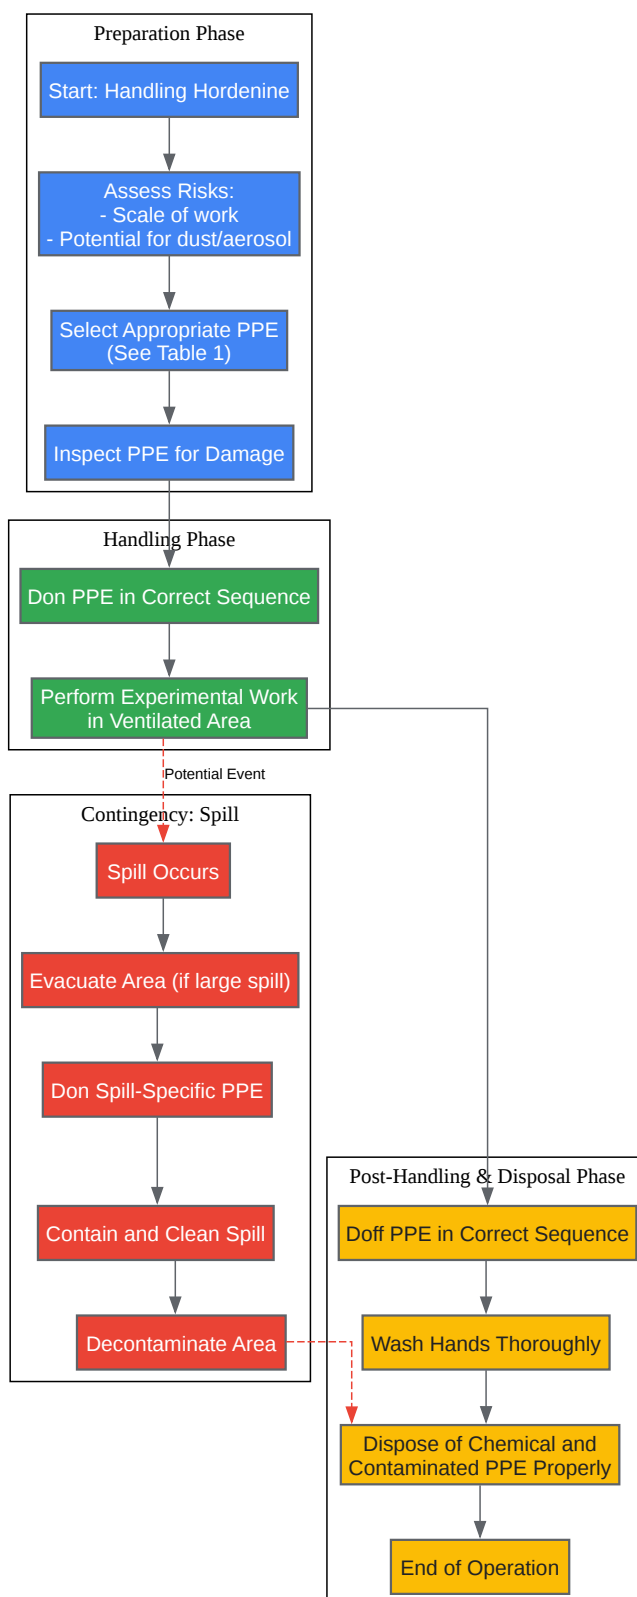 Preparation Phase
Start: Handling Hordenine
Assess Risks:
- Scale of work
- Potential for dust/aerosol
Select Appropriate PPE
(See Table 1)
Inspect PPE for Damage
Handling Phase
Don PPE in Correct Sequence
Perform Experimental Work
in Ventilated Area
Potential Event
Contingency: Spill
Spill Occurs
Evacuate Area (if large spill)
Don Spill-Specific PPE
Contain and Clean Spill
Decontaminate Area
Post-Handling & Disposal Phase
Doff PPE in Correct Sequence
Wash Hands Thoroughly
Dispose of Chemical and
Contaminated PPE Properly
End of Operation